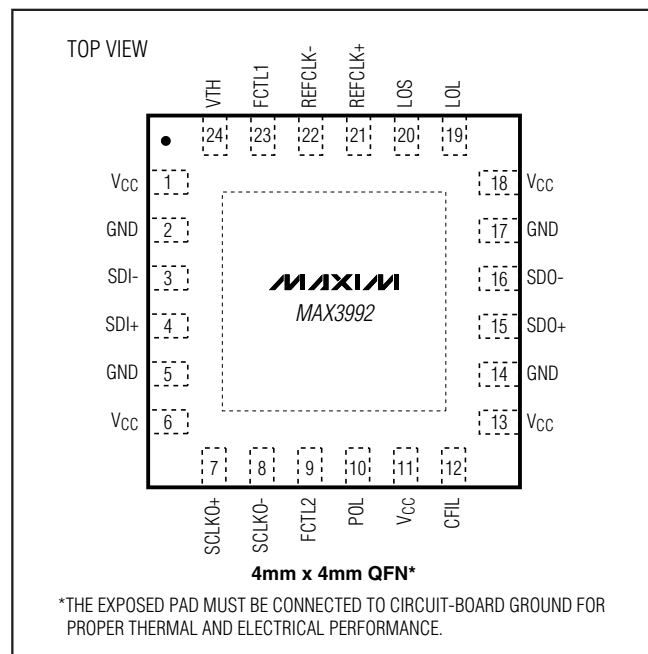 TOP VIEW
VTH
FCTL1
REFCLK-
REFCLK+
LOS
LOL
24
23
22
21
20
19
VCC 1
GND 2
SDI- 3
SDI+ 4
GND 5
VCC 6
18 VCC
17 GND
16 SDO-
15 SDO+
14 GND
13 VCC
MAXIM
MAX3992
7
8
9
10
11
12
SCLKO+
SCLKO-
FCTL2
POL
VCC
CFIL
4mm x 4mm QFN*
*THE EXPOSED PAD MUST BE CONNECTED TO CIRCUIT-BOARD GROUND FOR
PROPER THERMAL AND ELECTRICAL PERFORMANCE.